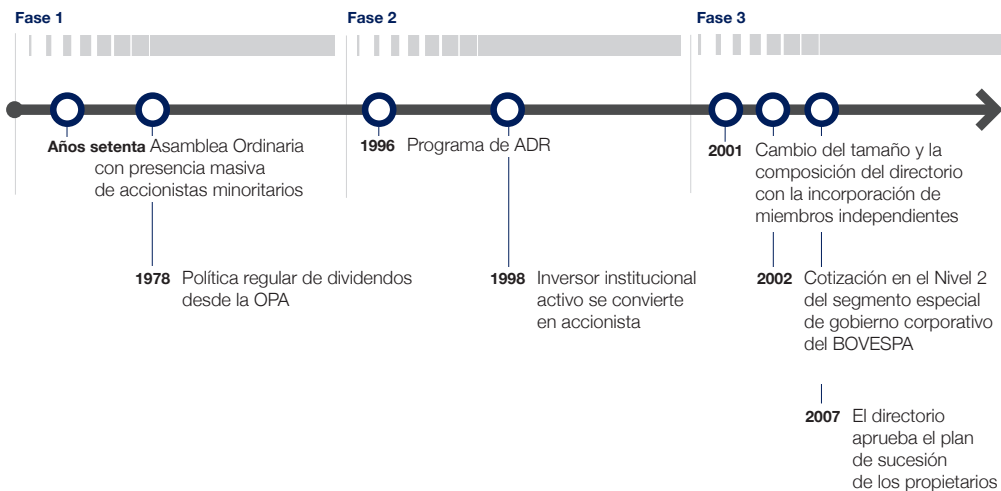 Fase 1
Fase 2
Fase 3
Años setenta Asamblea Ordinaria
con presencia masiva
de accionistas minoritarios
1978 Política regular de dividendos
desde la OPA
1996 Programa de ADR
1998 Inversor institucional
activo se convierte
en accionista
2001 Cambio del tamaño y la
composición del directorio
con la incorporación de
miembros independientes
2002 Cotización en el Nivel 2
del segmento especial
de gobierno corporativo
del BOVESPA
2007 El directorio
aprueba el plan
de sucesión
de los propietarios